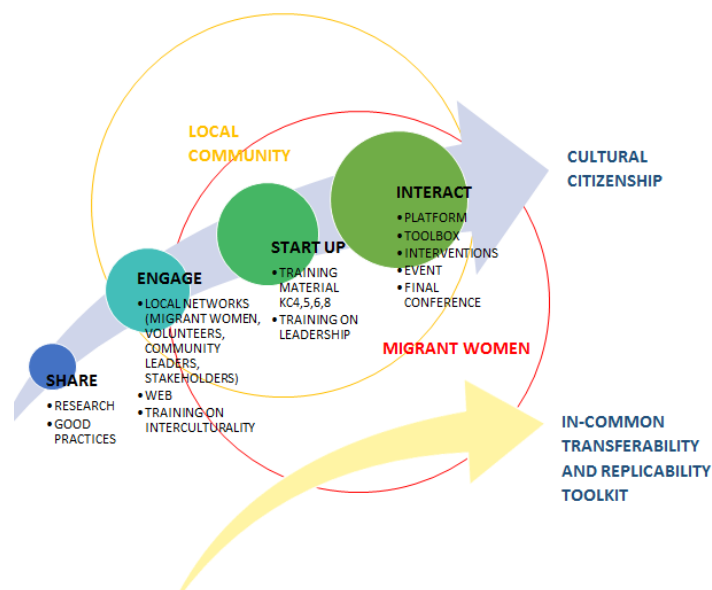 LOCAL
COMMUNITY
CULTURAL
CITIZENSHIP
INTERACT
•PLATFORM
•TOOLBOX
•INTERVENTIONS
•EVENT
•FINAL
CONFERENCE
START UP
•TRAINING
MATERIAL
KC4,5,6,8
•TRAINING ON
LEADERSHIP
ENGAGE
•LOCAL NETWORKS
(MIGRANT WOMEN,
VOLUNTEERS,
COMMUNITY
LEADERS,
STAKEHOLDERS)
•WEB
•TRAINING ON
INTERCULTURALITY
SHARE
•RESEARCH
•GOOD
PRACTICES
MIGRANT WOMEN
IN-COMMON
TRANSFERABILITY
AND REPLICABILITY
TOOLKIT